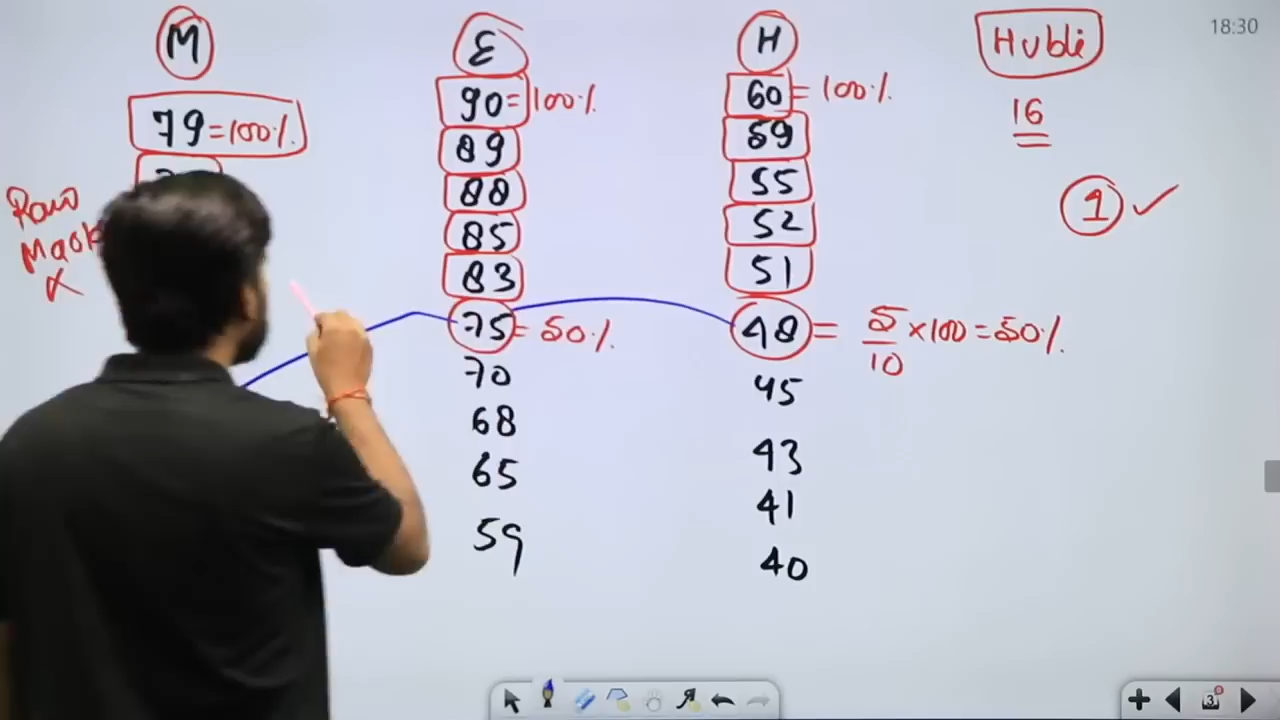 M
E
H
Hubli
18:30
79 = 100%
90 = 100%
60 = 100%
16
89
59
88
55
1 ✓
85
52
83
51
75 = 50%
48 = 5/10 × 100 = 50%
70
45
68
43
65
41
59
40
Raw
X
3